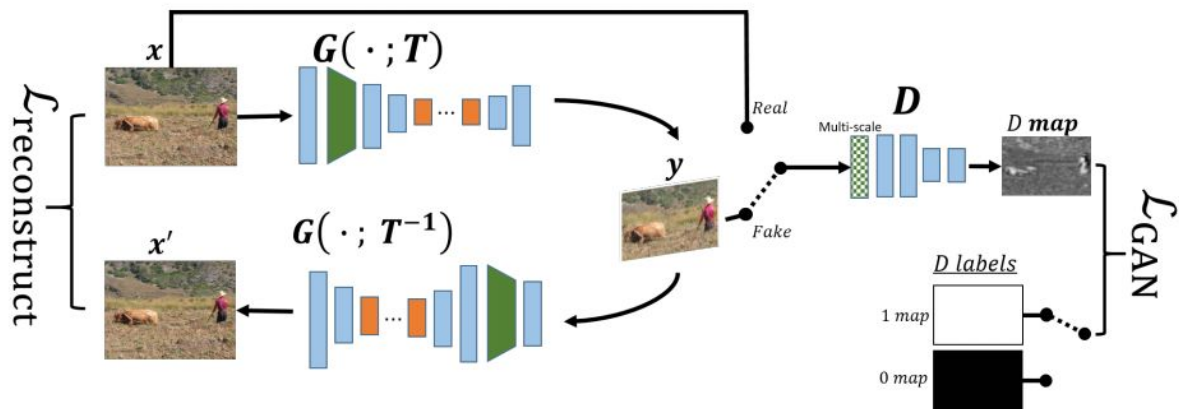 x
G( · ; T)
ℒreconstruct
Real
Multi-scale
D
D map
y
Fake
G( · ; T⁻¹)
x′
ℒGAN
D labels
1 map
0 map